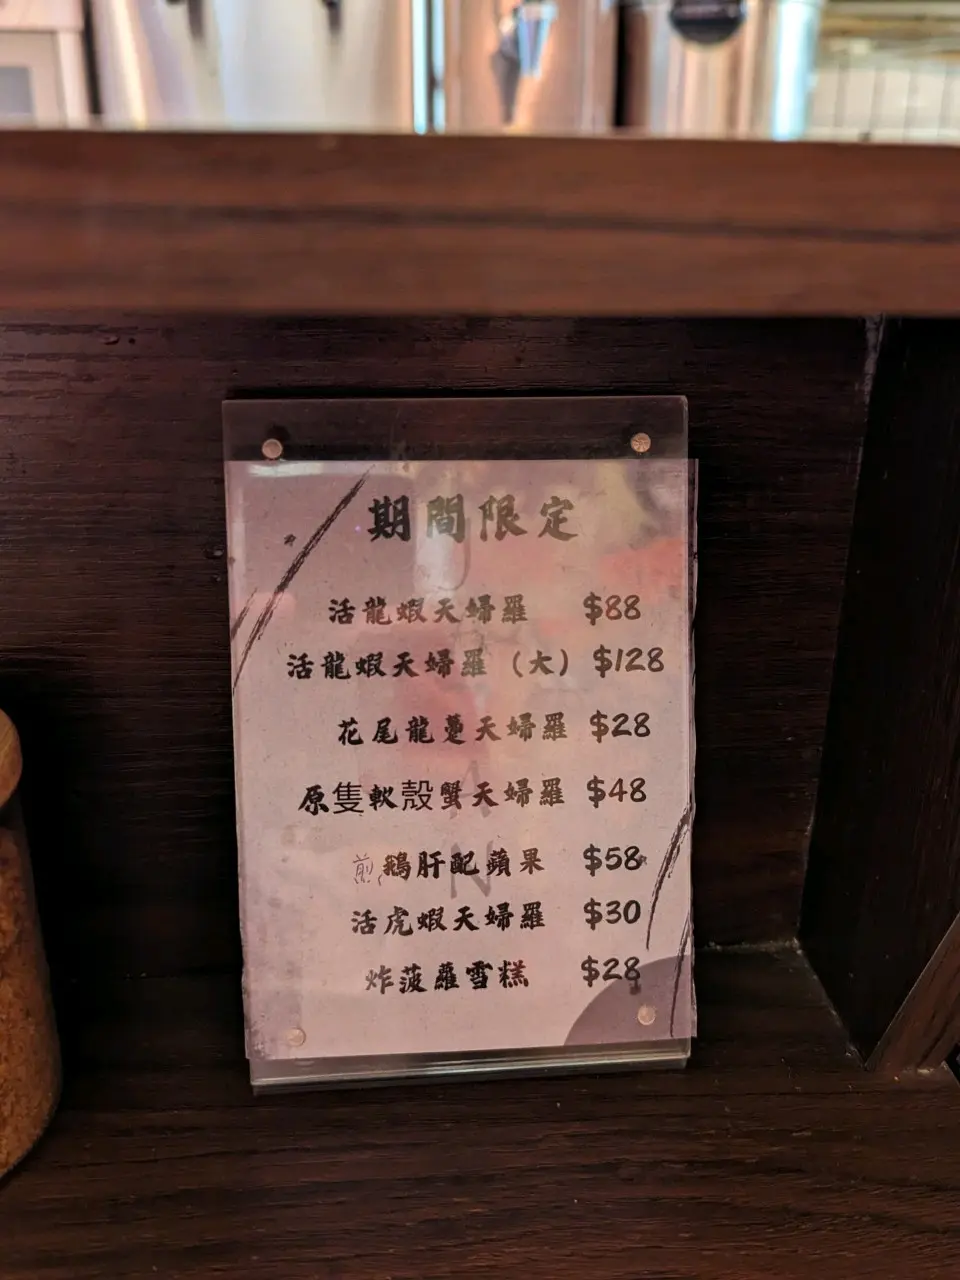 期間限定
活龍蝦天婦羅 $88
活龍蝦天婦羅（大） $128
花尾龍躉天婦羅 $28
原隻軟殼蟹天婦羅 $48
煎鵝肝配蘋果 $58
活虎蝦天婦羅 $30
炸菠蘿雪糕 $28